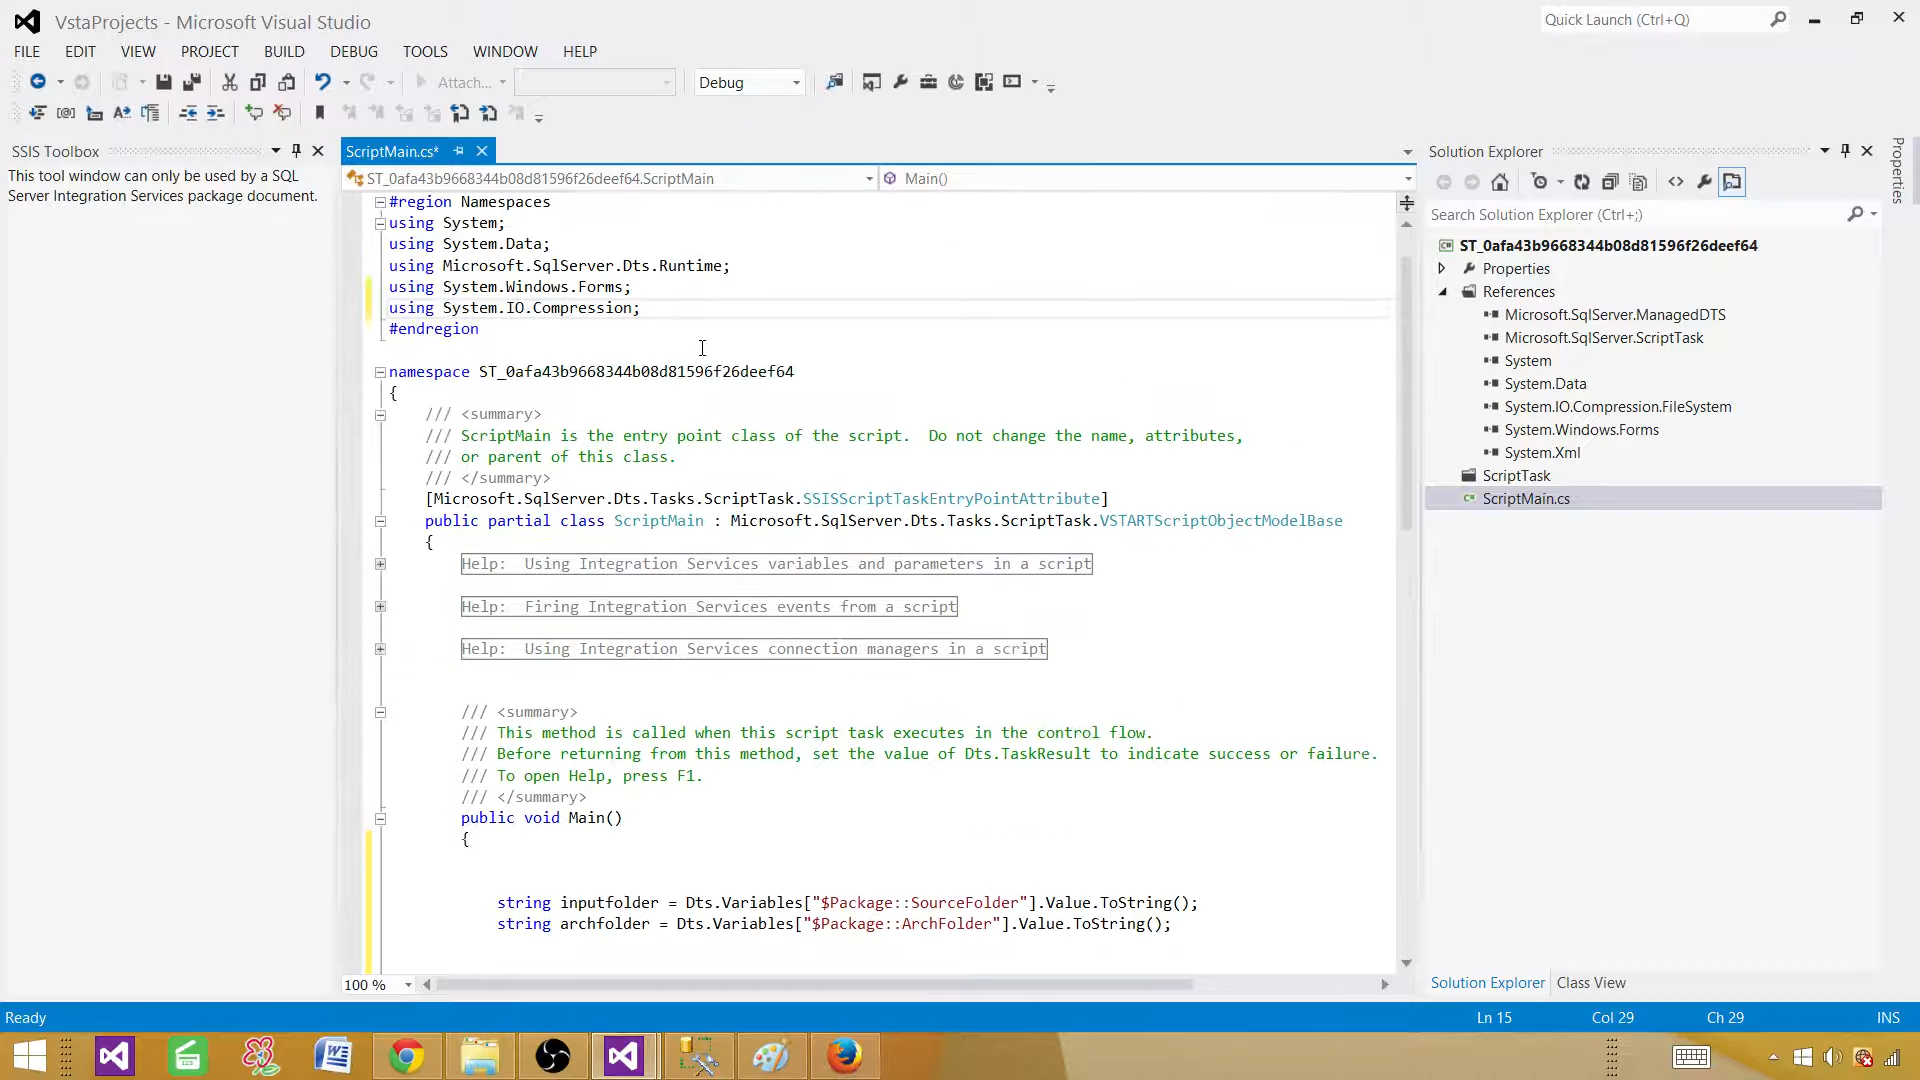 VstaProjects - Microsoft Visual Studio
Quick Launch (Ctrl+Q)
FILE EDIT VIEW PROJECT BUILD DEBUG TOOLS WINDOW HELP
Attach...
Debug
SSIS Toolbox
This tool window can only be used by a SQL
Server Integration Services package document.
ScriptMain.cs*
ST_0afa43b9668344b08d81596f26deef64.ScriptMain
Main()
#region Namespaces
using System;
using System.Data;
using Microsoft.SqlServer.Dts.Runtime;
using System.Windows.Forms;
using System.IO.Compression;
#endregion
namespace ST_0afa43b9668344b08d81596f26deef64
{
/// <summary>
/// ScriptMain is the entry point class of the script.  Do not change the name, attributes,
/// or parent of this class.
/// </summary>
[Microsoft.SqlServer.Dts.Tasks.ScriptTask.SSISScriptTaskEntryPointAttribute]
public partial class ScriptMain : Microsoft.SqlServer.Dts.Tasks.ScriptTask.VSTARTScriptObjectModelBase
{
Help:  Using Integration Services variables and parameters in a script
Help:  Firing Integration Services events from a script
Help:  Using Integration Services connection managers in a script
/// <summary>
/// This method is called when this script task executes in the control flow.
/// Before returning from this method, set the value of Dts.TaskResult to indicate success or failure.
/// To open Help, press F1.
/// </summary>
public void Main()
{
string inputfolder = Dts.Variables["$Package::SourceFolder"].Value.ToString();
string archfolder = Dts.Variables["$Package::ArchFolder"].Value.ToString();
100 %
Solution Explorer
Search Solution Explorer (Ctrl+;)
ST_0afa43b9668344b08d81596f26deef64
Properties
References
Microsoft.SqlServer.ManagedDTS
Microsoft.SqlServer.ScriptTask
System
System.Data
System.IO.Compression.FileSystem
System.Windows.Forms
System.Xml
ScriptTask
ScriptMain.cs
Solution Explorer
Class View
Properties
Ready
Ln 15
Col 29
Ch 29
INS